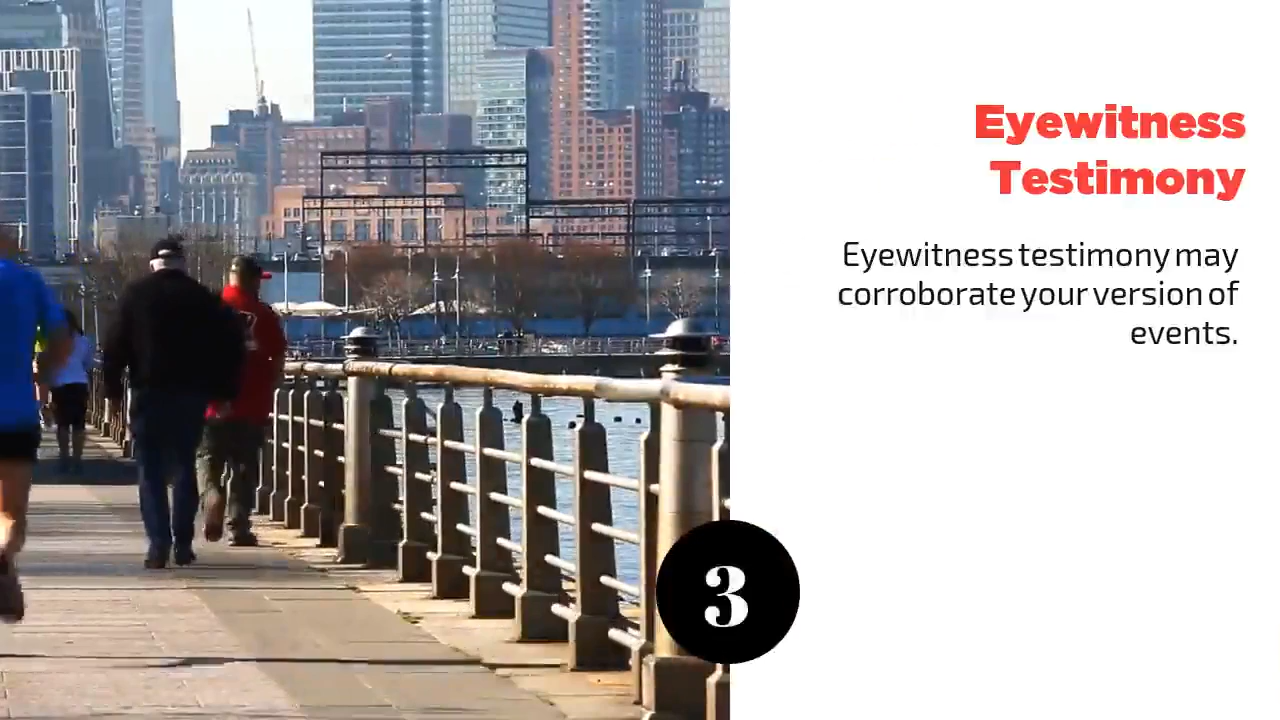 Eyewitness
Testimony
Eyewitness testimony may
corroborate your version of
events.
3